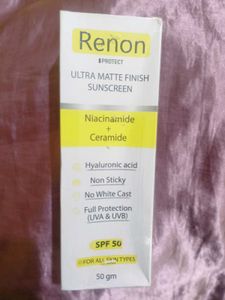 Renon
PROTECT
ULTRA MATTE FINISH
SUNSCREEN
Niacinamide
+
Ceramide
Hyaluronic acid
Non Sticky
No White Cast
Full Protection
(UVA & UVB)
SPF 50
FOR ALL SKIN TYPES
50 gm